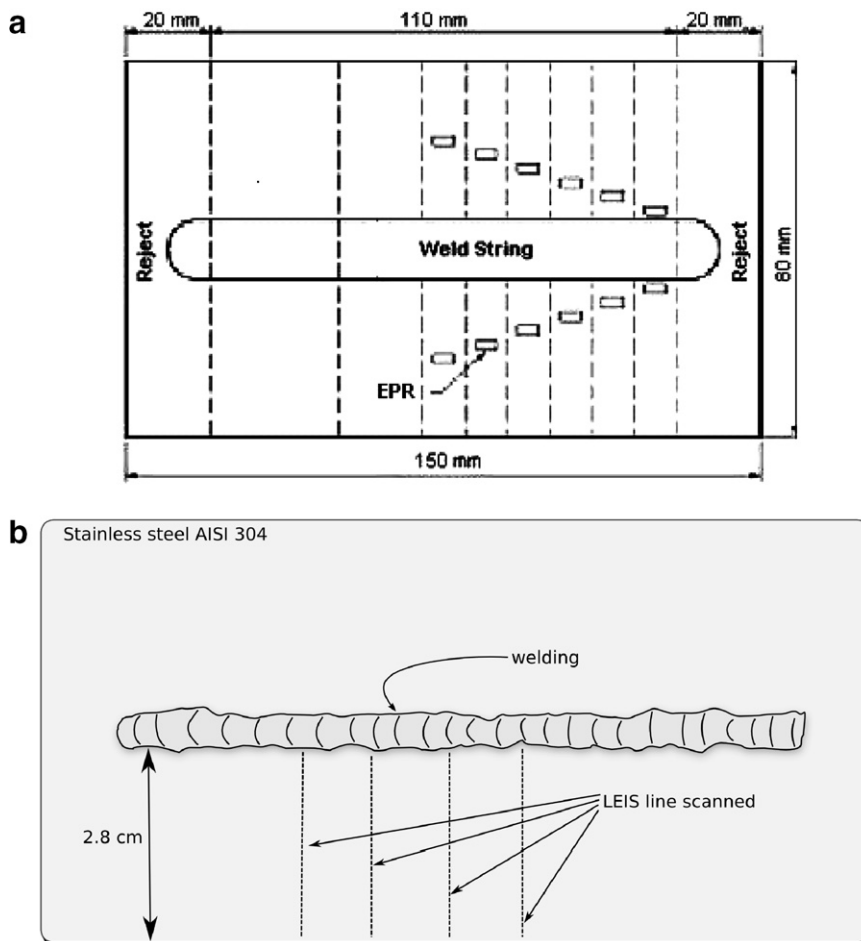 a
20 mm
110 mm
20 mm
Reject
Weld String
Reject
80 mm
EPR
150 mm
b
Stainless steel AISI 304
welding
2.8 cm
LEIS line scanned